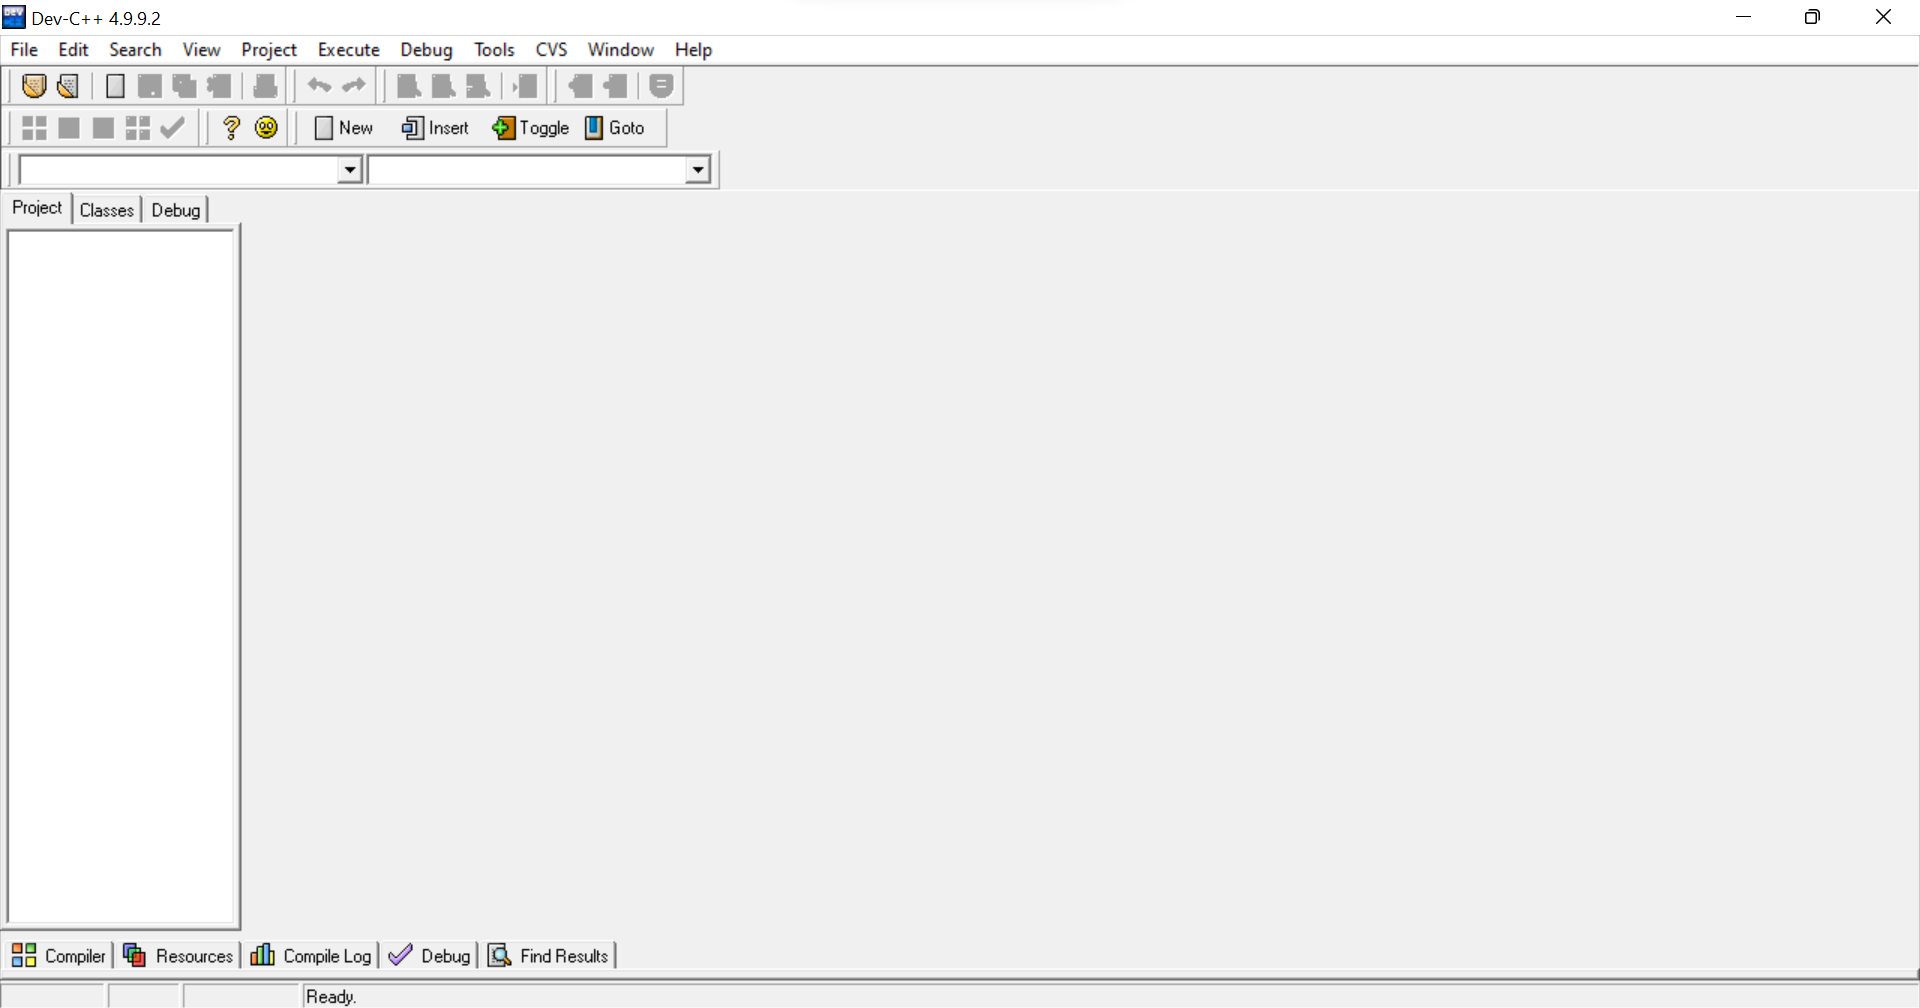 Dev-C++ 4.9.9.2
File Edit Search View Project Execute Debug Tools CVS Window Help
New Insert Toggle Goto
Project Classes Debug
Compiler Resources Compile Log Debug Find Results
Ready.